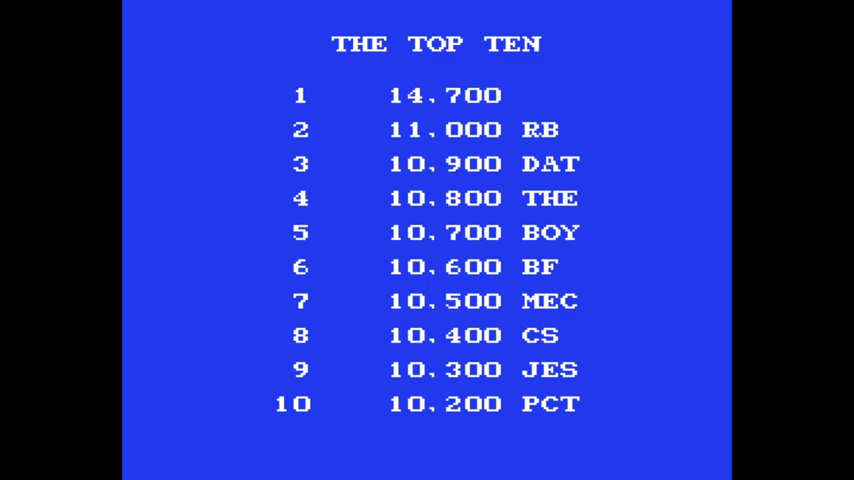 THE TOP TEN
1 14,700
2 11,000 RB
3 10,900 DAT
4 10,800 THE
5 10,700 BOY
6 10,600 BF
7 10,500 MEC
8 10,400 CS
9 10,300 JES
10 10,200 PCT